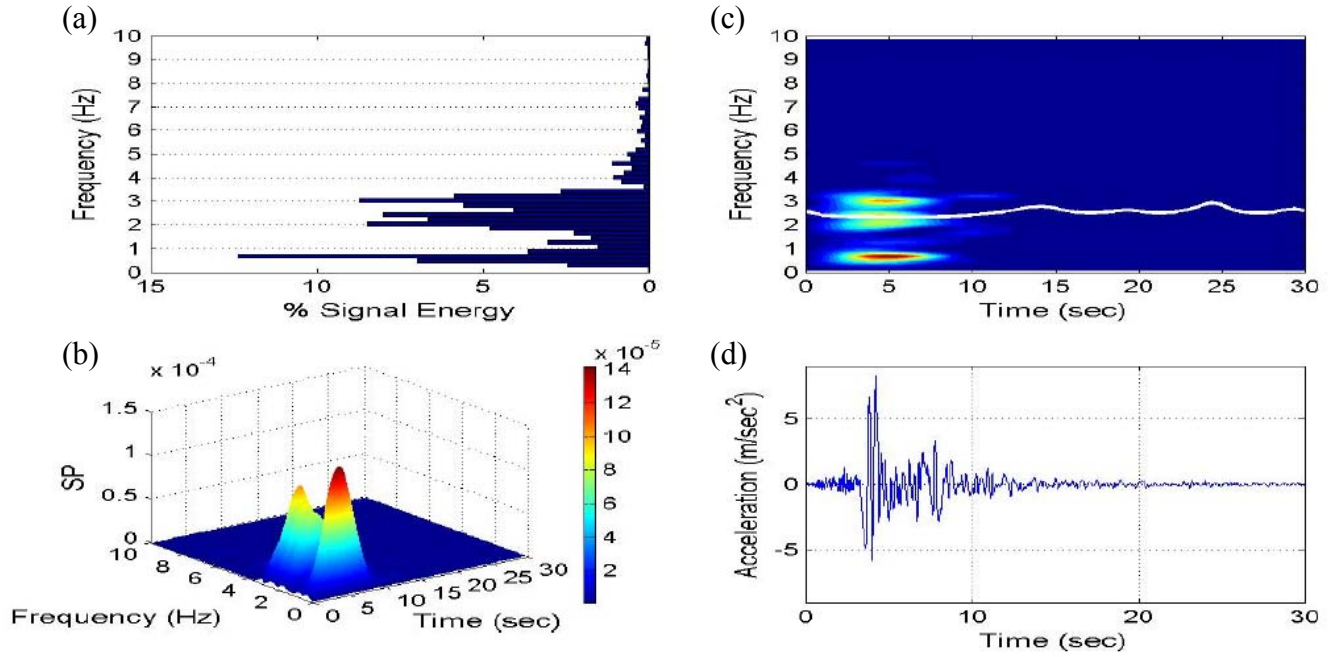 (a)
Frequency (Hz)
10
9
8
7
6
5
4
3
2
1
0
15 10 5 0
% Signal Energy
(c)
Frequency (Hz)
10
9
8
7
6
5
4
3
2
1
0
0 5 10 15 20 25 30
Time (sec)
(b)
x 10-4
SP
1.5
1
0.5
0
10 8 6 4 2 0
Frequency (Hz)
0 5 10 15 20 25 30
Time (sec)
x 10-5
14
12
10
8
6
4
2
(d)
Acceleration (m/sec2)
5
0
-5
0 10 20 30
Time (sec)